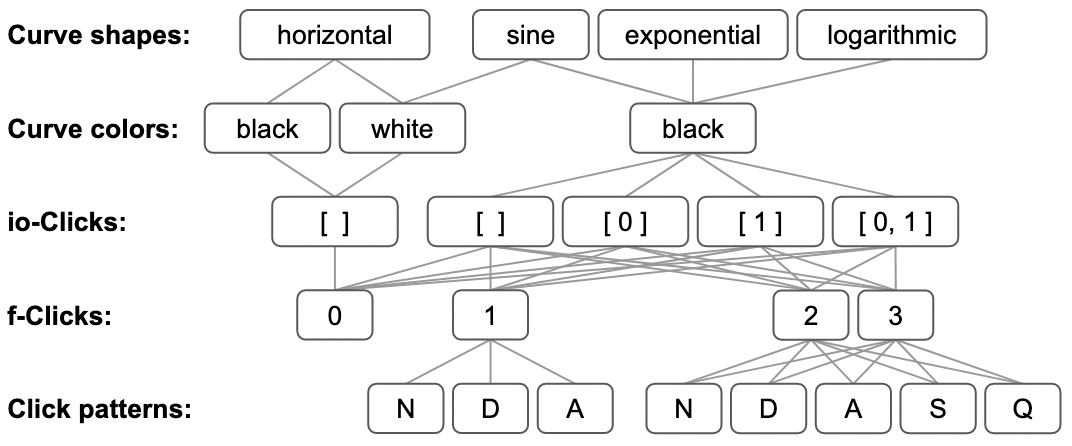 Curve shapes: horizontal sine exponential logarithmic
Curve colors: black white black
io-Clicks: [ ] [ ] [ 0 ] [ 1 ] [ 0, 1 ]
f-Clicks: 0 1 2 3
Click patterns: N D A N D A S Q